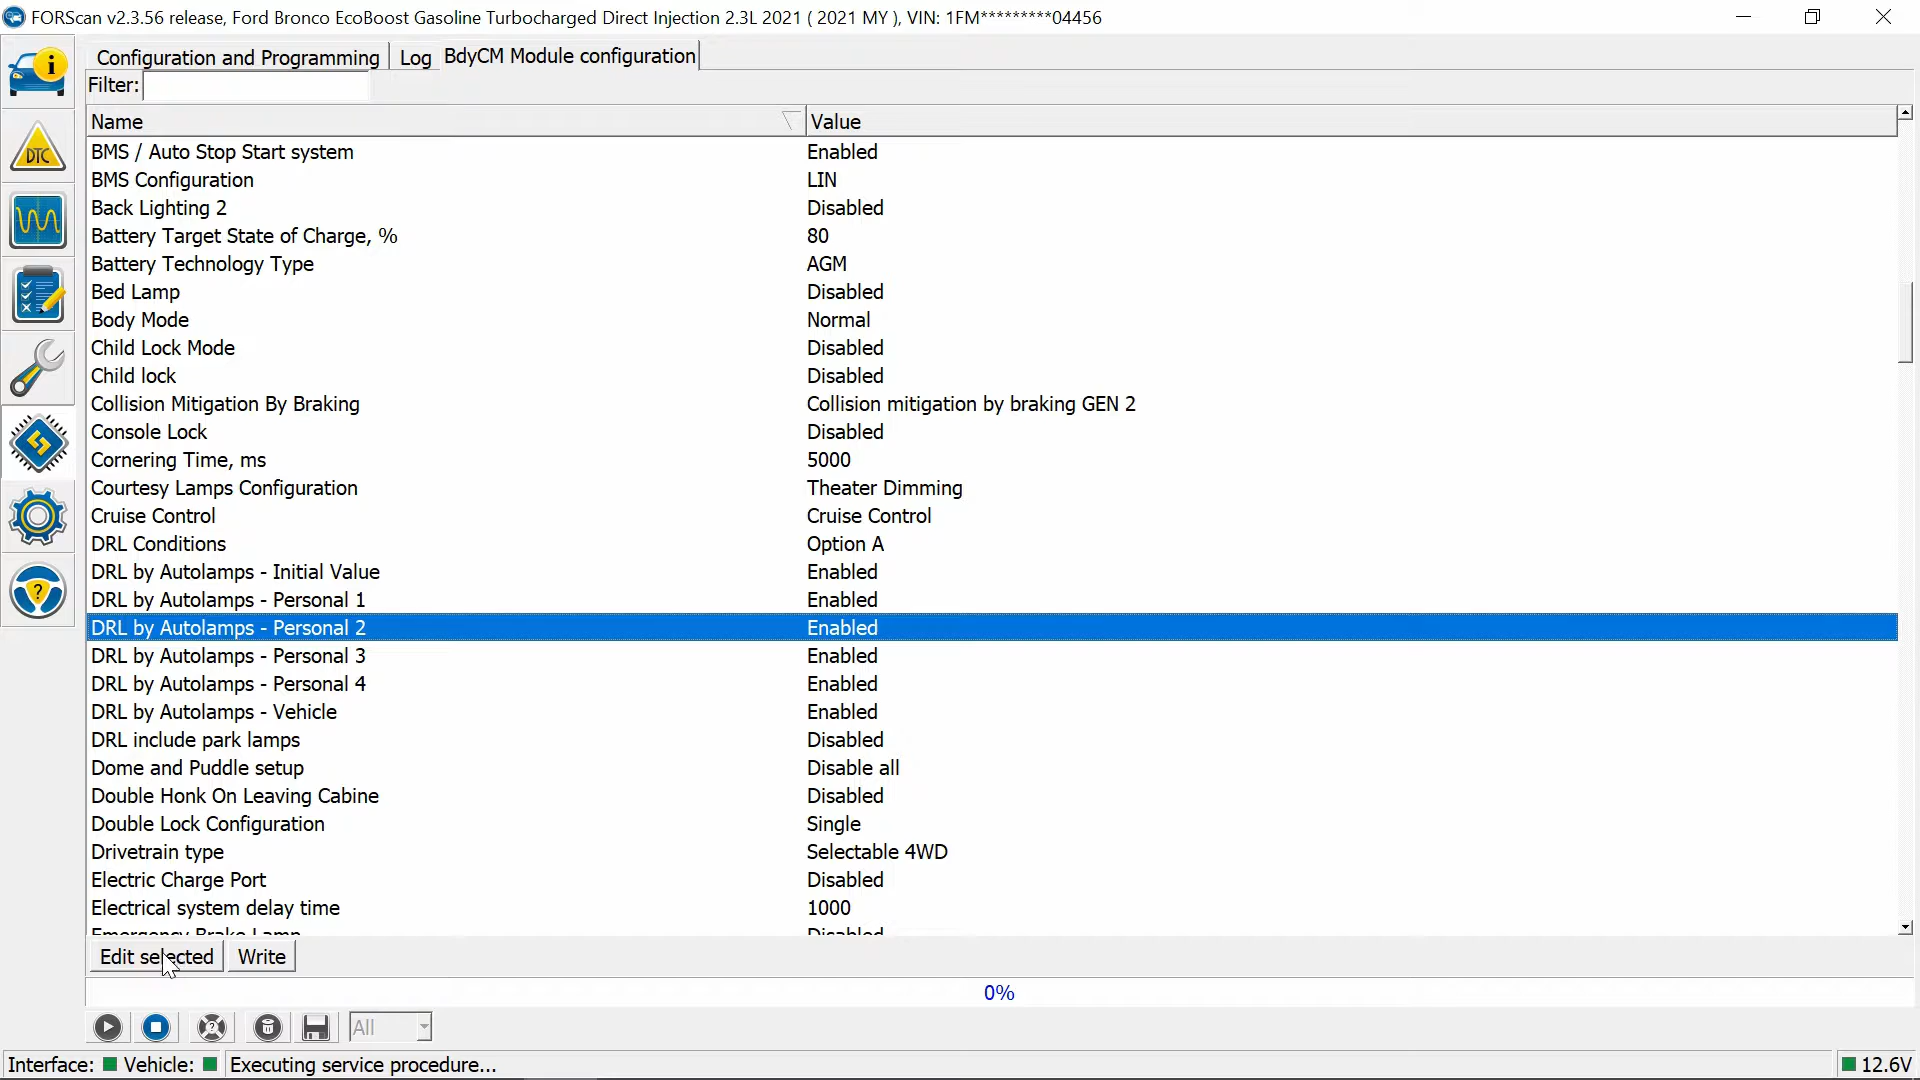 FORScan v2.3.56 release, Ford Bronco EcoBoost Gasoline Turbocharged Direct Injection 2.3L 2021 ( 2021 MY ), VIN: 1FM*********04456
Configuration and Programming Log BdyCM Module configuration
Filter:
Name Value
BMS / Auto Stop Start system Enabled
BMS Configuration LIN
Back Lighting 2 Disabled
Battery Target State of Charge, % 80
Battery Technology Type AGM
Bed Lamp Disabled
Body Mode Normal
Child Lock Mode Disabled
Child lock Disabled
Collision Mitigation By Braking Collision mitigation by braking GEN 2
Console Lock Disabled
Cornering Time, ms 5000
Courtesy Lamps Configuration Theater Dimming
Cruise Control Cruise Control
DRL Conditions Option A
DRL by Autolamps - Initial Value Enabled
DRL by Autolamps - Personal 1 Enabled
DRL by Autolamps - Personal 2 Enabled
DRL by Autolamps - Personal 3 Enabled
DRL by Autolamps - Personal 4 Enabled
DRL by Autolamps - Vehicle Enabled
DRL include park lamps Disabled
Dome and Puddle setup Disable all
Double Honk On Leaving Cabine Disabled
Double Lock Configuration Single
Drivetrain type Selectable 4WD
Electric Charge Port Disabled
Electrical system delay time 1000
Emergency Brake Lamp Disabled
Edit selected Write
0%
All
Interface: Vehicle: Executing service procedure... 12.6V
DTC